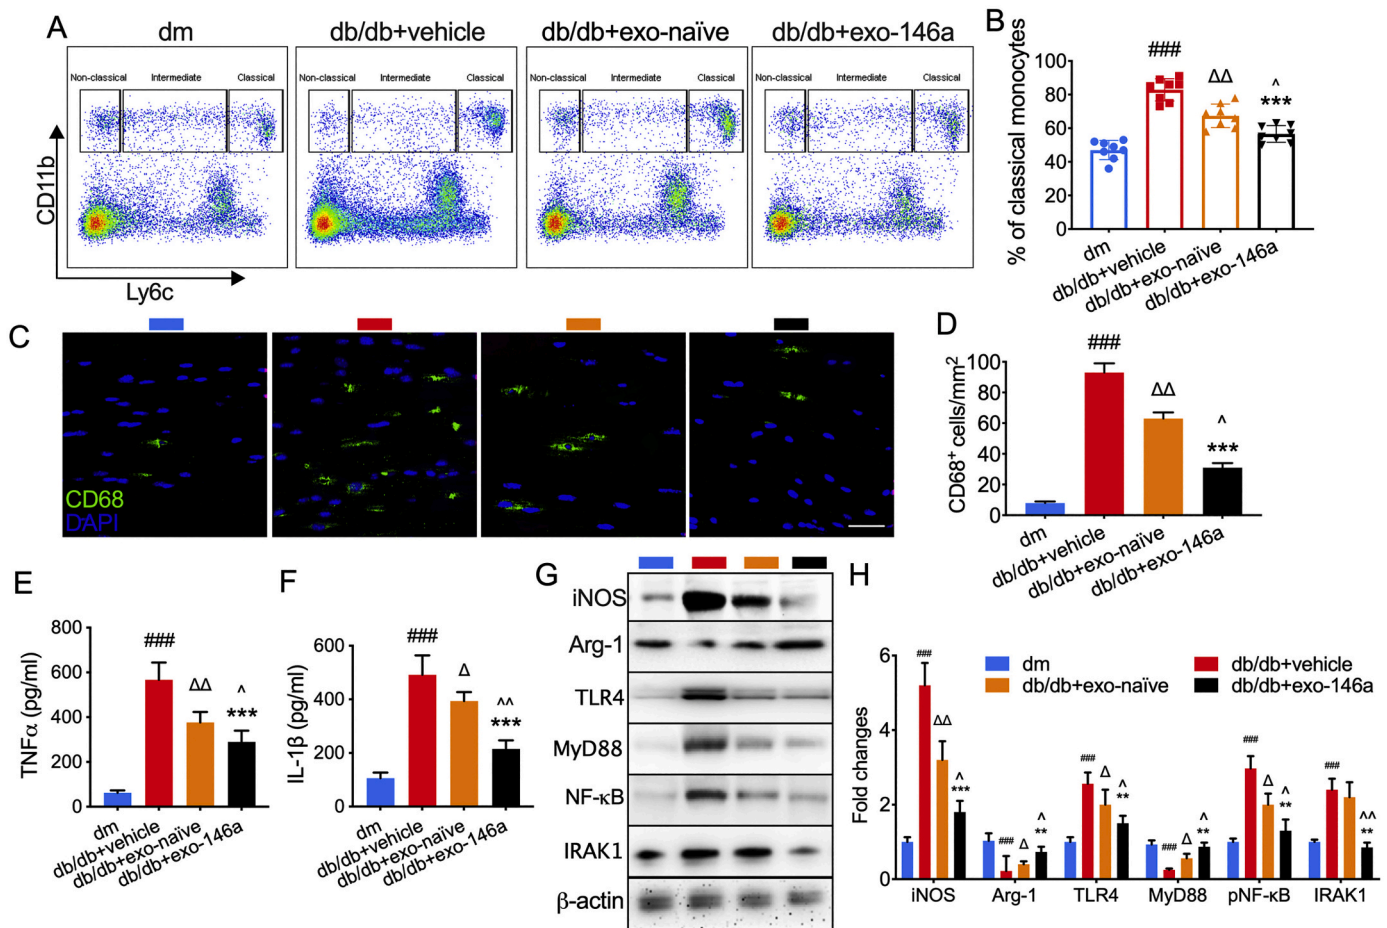 A
dm
db/db+vehicle
db/db+exo-naïve
db/db+exo-146a
Non-classical
Intermediate
Classical
Non-classical
Intermediate
Classical
Non-classical
Intermediate
Classical
Non-classical
Intermediate
Classical
CD11b
Ly6c
B
% of classical monocytes
100
80
60
40
20
0
###
ΔΔ
^
***
dm
db/db+vehicle
db/db+exo-naïve
db/db+exo-146a
C
CD68
DAPI
D
CD68+ cells/mm2
100
80
60
40
20
0
###
ΔΔ
^
***
dm
db/db+vehicle
db/db+exo-naïve
db/db+exo-146a
E
TNFα (pg/ml)
800
600
400
200
0
###
ΔΔ
^
***
dm
db/db+vehicle
db/db+exo-naïve
db/db+exo-146a
F
IL-1β (pg/ml)
600
400
200
0
###
Δ
^^
***
dm
db/db+vehicle
db/db+exo-naïve
db/db+exo-146a
G
iNOS
Arg-1
TLR4
MyD88
NF-κB
IRAK1
β-actin
H
Fold changes
6
4
2
0
dm
db/db+vehicle
db/db+exo-naïve
db/db+exo-146a
###
ΔΔ
^
***
###
Δ
^
**
###
Δ
^
**
###
Δ
^
**
###
Δ
^
**
###
^^
**
iNOS
Arg-1
TLR4
MyD88
pNF-κB
IRAK1